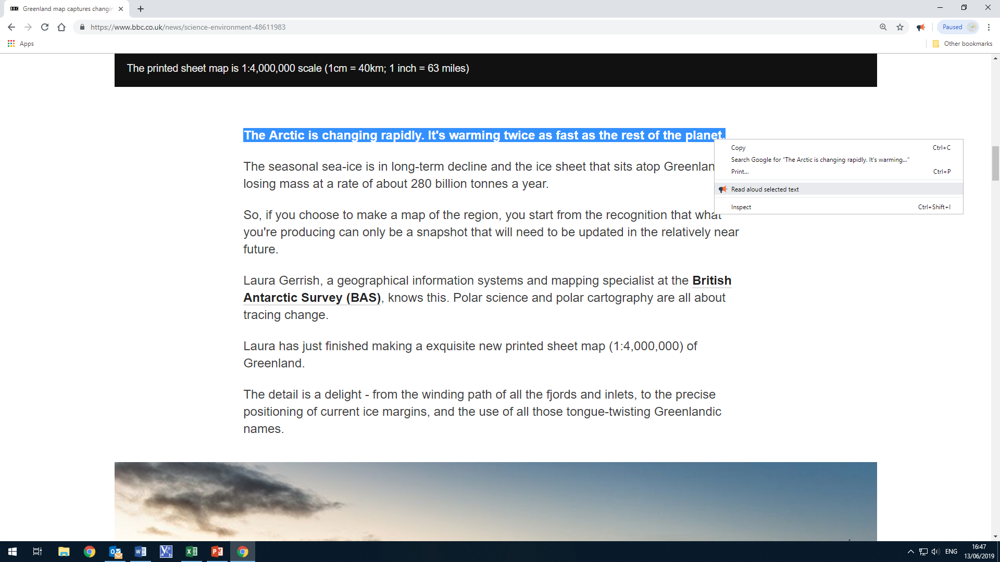 BBC Greenland map captures changin
https://www.bbc.co.uk/news/science-environment-48611983
Paused
Apps
Other bookmarks
The printed sheet map is 1:4,000,000 scale (1cm = 40km; 1 inch = 63 miles)
The Arctic is changing rapidly. It's warming twice as fast as the rest of the planet.
The seasonal sea-ice is in long-term decline and the ice sheet that sits atop Greenlan
losing mass at a rate of about 280 billion tonnes a year.
So, if you choose to make a map of the region, you start from the recognition that what
you're producing can only be a snapshot that will need to be updated in the relatively near
future.
Laura Gerrish, a geographical information systems and mapping specialist at the British
Antarctic Survey (BAS), knows this. Polar science and polar cartography are all about
tracing change.
Laura has just finished making a exquisite new printed sheet map (1:4,000,000) of
Greenland.
The detail is a delight - from the winding path of all the fjords and inlets, to the precise
positioning of current ice margins, and the use of all those tongue-twisting Greenlandic
names.
Copy Ctrl+C
Search Google for “The Arctic is changing rapidly. It's warming...”
Print... Ctrl+P
Read aloud selected text
Inspect Ctrl+Shift+I
ENG
16:47
13/06/2019